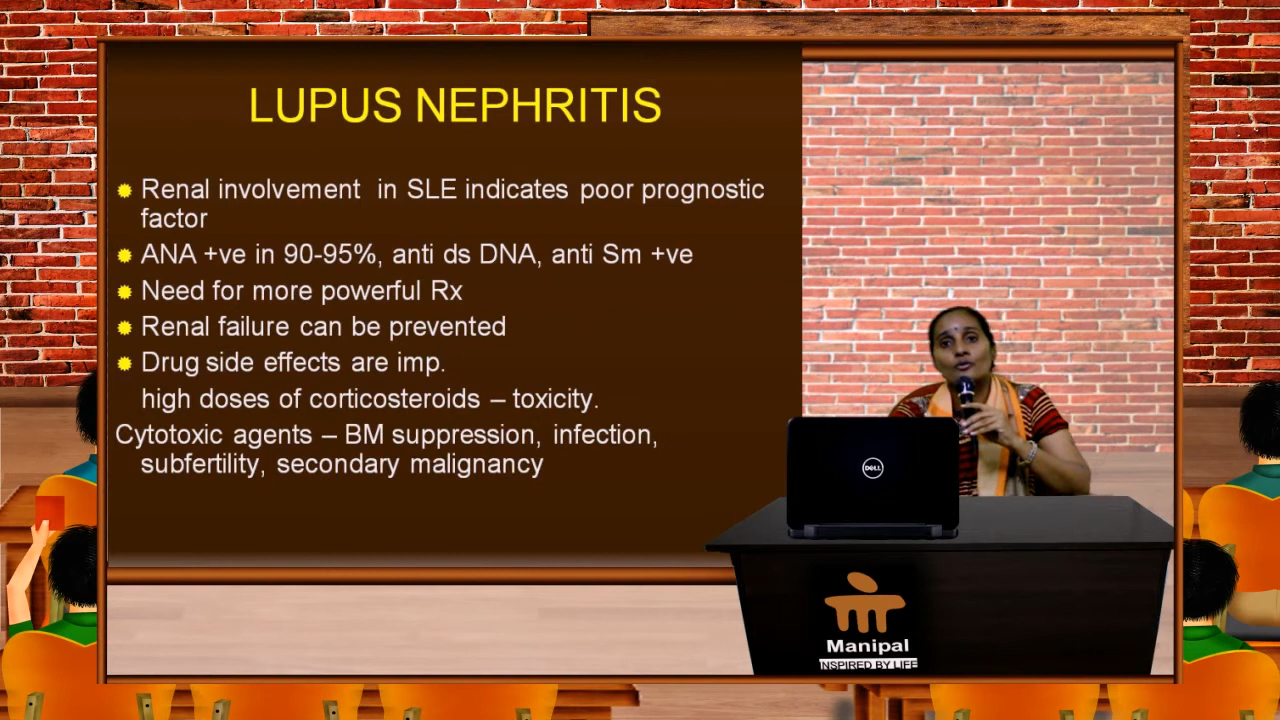 LUPUS NEPHRITIS
Renal involvement in SLE indicates poor prognostic
factor
ANA +ve in 90-95%, anti ds DNA, anti Sm +ve
Need for more powerful Rx
Renal failure can be prevented
Drug side effects are imp.
high doses of corticosteroids – toxicity.
Cytotoxic agents – BM suppression, infection,
subfertility, secondary malignancy
DELL
Manipal
INSPIRED BY LIFE